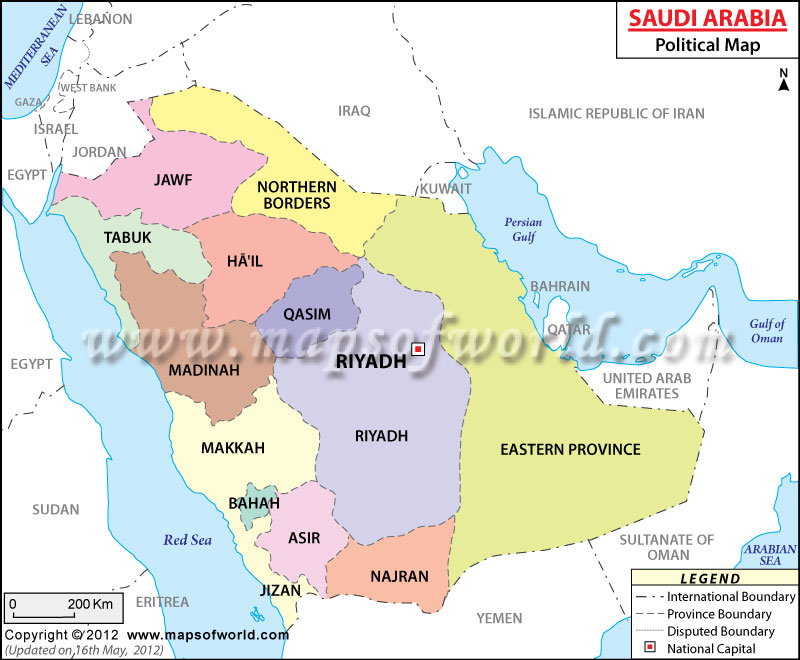 SAUDI ARABIA
Political Map
N
MEDITERRANEAN
SEA
LEBANON
WEST BANK
GAZA
ISRAEL
JORDAN
EGYPT
IRAQ
ISLAMIC REPUBLIC OF IRAN
KUWAIT
JAWF
NORTHERN
BORDERS
TABUK
HĀ'IL
Persian
Gulf
BAHRAIN
QASIM
QATAR
Gulf of
Oman
www.mapsofworld.com
EGYPT
MADINAH
RIYADH
UNITED ARAB
EMIRATES
MAKKAH
RIYADH
EASTERN PROVINCE
BAHAH
SUDAN
Red Sea
ASIR
SULTANATE OF
OMAN
ARABIAN
SEA
JIZAN
NAJRAN
ERITREA
YEMEN
LEGEND
International Boundary
Province Boundary
Disputed Boundary
National Capital
0 200 Km
Copyright © 2012 www.mapsofworld.com
(Updated on 16th May, 2012)